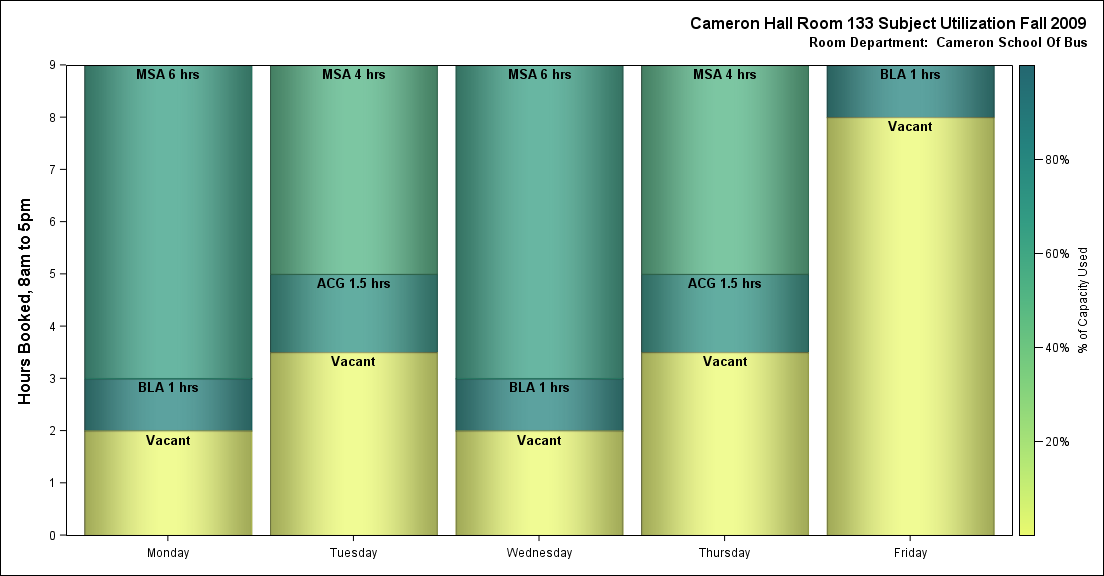 Cameron Hall Room 133 Subject Utilization Fall 2009
Room Department:  Cameron School Of Bus
Hours Booked, 8am to 5pm
9
8
7
6
5
4
3
2
1
0
MSA 6 hrs
BLA 1 hrs
Vacant
MSA 4 hrs
ACG 1.5 hrs
Vacant
MSA 6 hrs
BLA 1 hrs
Vacant
MSA 4 hrs
ACG 1.5 hrs
Vacant
BLA 1 hrs
Vacant
Monday
Tuesday
Wednesday
Thursday
Friday
80%
60%
40%
20%
% of Capacity Used